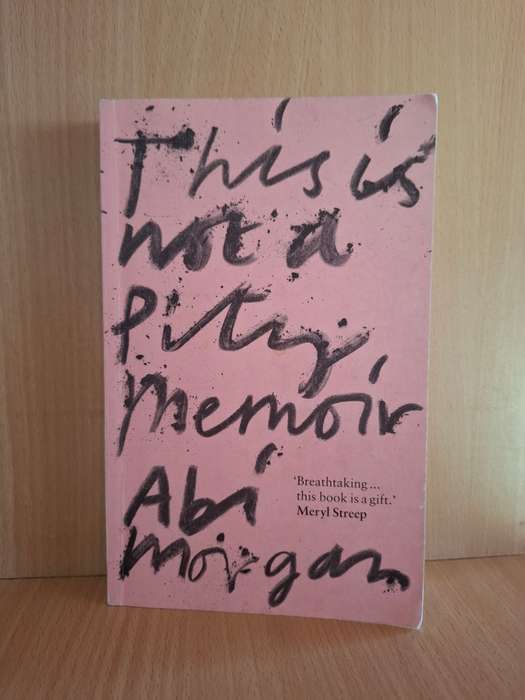 This is
not a
Pity
Memoir
Abi
Morgan
‘Breathtaking ...
this book is a gift.’
Meryl Streep